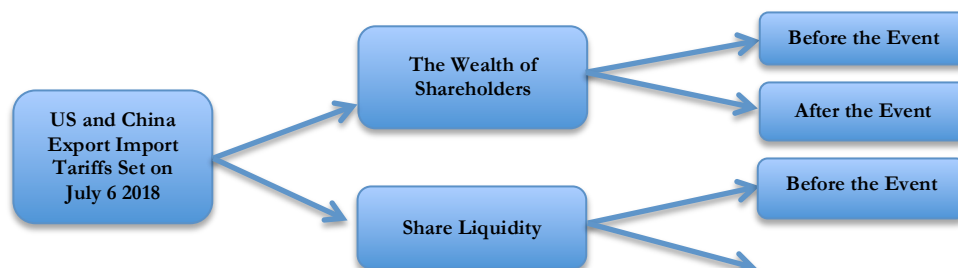 US and China
Export Import
Tariffs Set on
July 6 2018
The Wealth of
Shareholders
Before the Event
After the Event
Share Liquidity
Before the Event